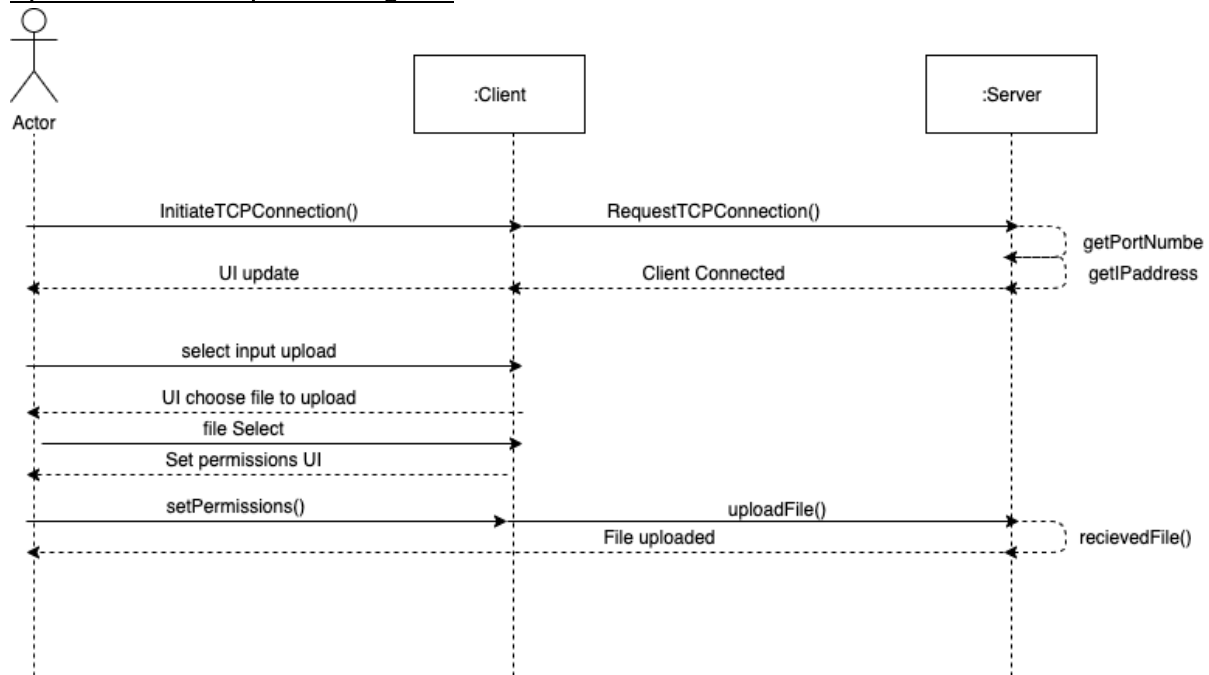 Actor
:Client
:Server
InitiateTCPConnection()
RequestTCPConnection()
getPortNumbe
UI update
Client Connected
getIPaddress
select input upload
UI choose file to upload
file Select
Set permissions UI
setPermissions()
uploadFile()
File uploaded
recievedFile()